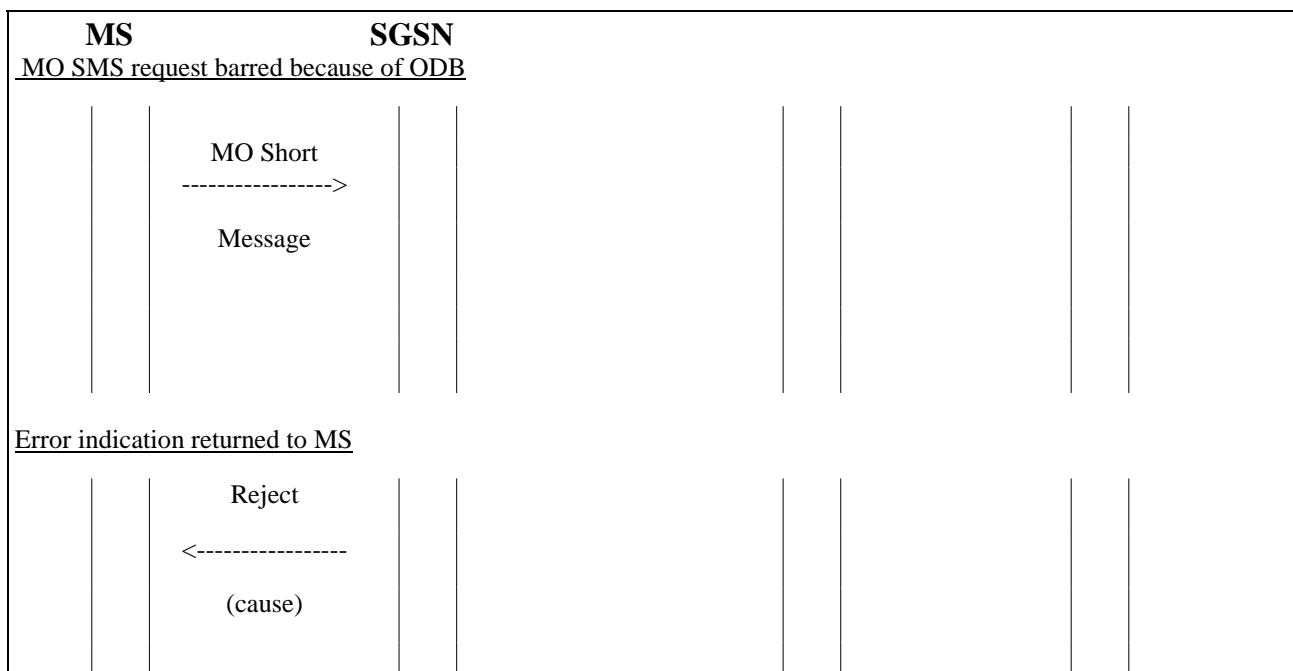 MS SGSN
MO SMS request barred because of ODB
MO Short
----------------->
Message
Error indication returned to MS
Reject
<-----------------
(cause)